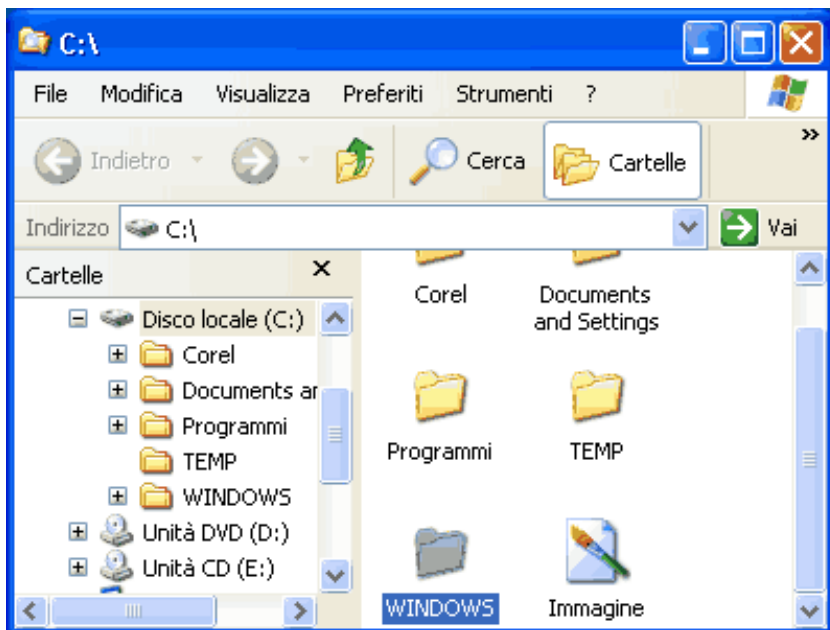 C:\
File Modifica Visualizza Preferiti Strumenti ?
Indietro Cerca Cartelle »
Indirizzo C:\ Vai
Cartelle
Disco locale (C:)
Corel
Documents ar
Programmi
TEMP
WINDOWS
Unità DVD (D:)
Unità CD (E:)
Corel Documents
and Settings
Programmi TEMP
WINDOWS Immagine